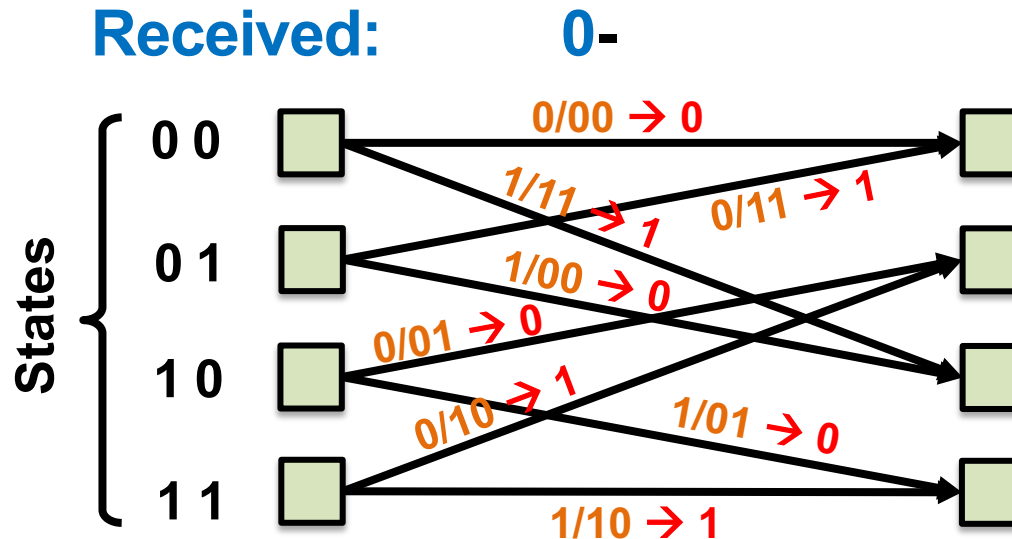 Received: 0-
0 0
0/00 → 0
1/11 → 1
0/11 → 1
0 1
1/00 → 0
States
0/01 → 0
1 0
0/10 → 1
1/01 → 0
1 1
1/10 → 1